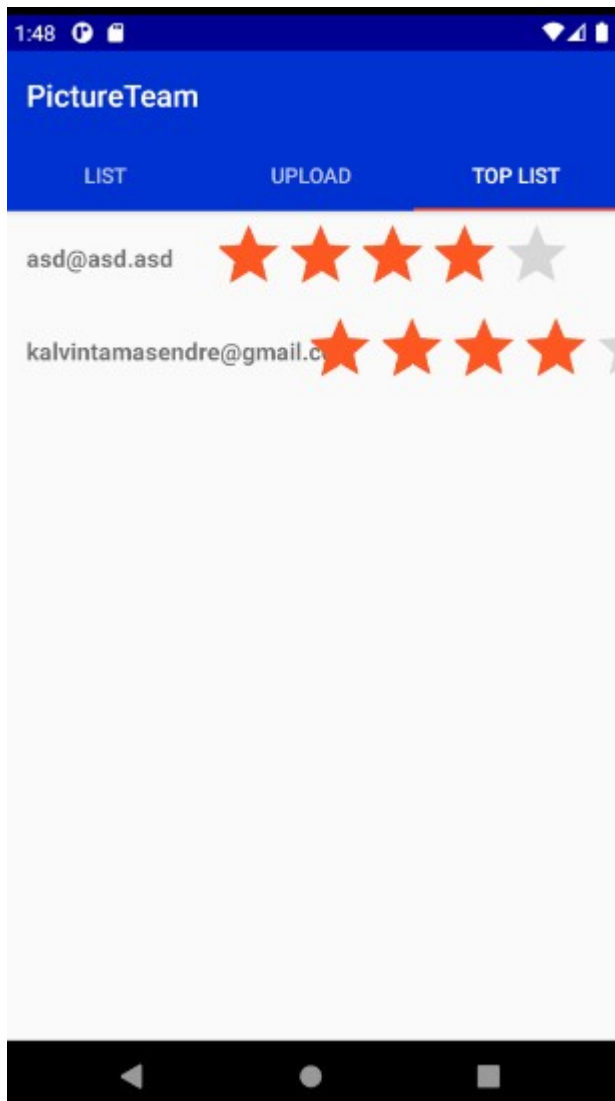 1:48
PictureTeam
LIST UPLOAD TOP LIST
asd@asd.asd
kalvintamasendre@gmail.c